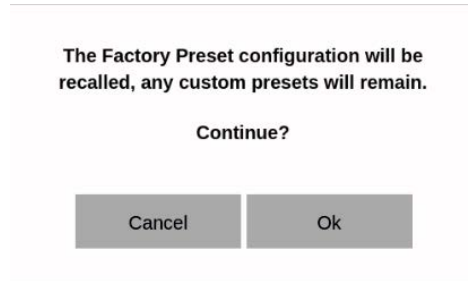 The Factory Preset configuration will be
recalled, any custom presets will remain.
Continue?
Cancel Ok